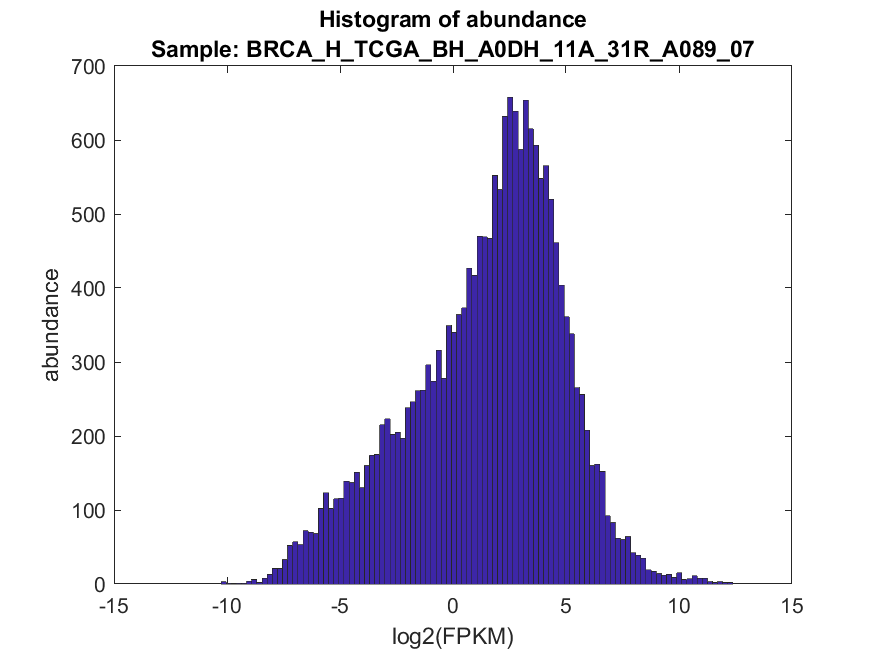 Histogram of abundance
Sample: BRCA_H_TCGA_BH_A0DH_11A_31R_A089_07
700
600
500
400
300
200
100
0
abundance
-15 -10 -5 0 5 10 15
log2(FPKM)